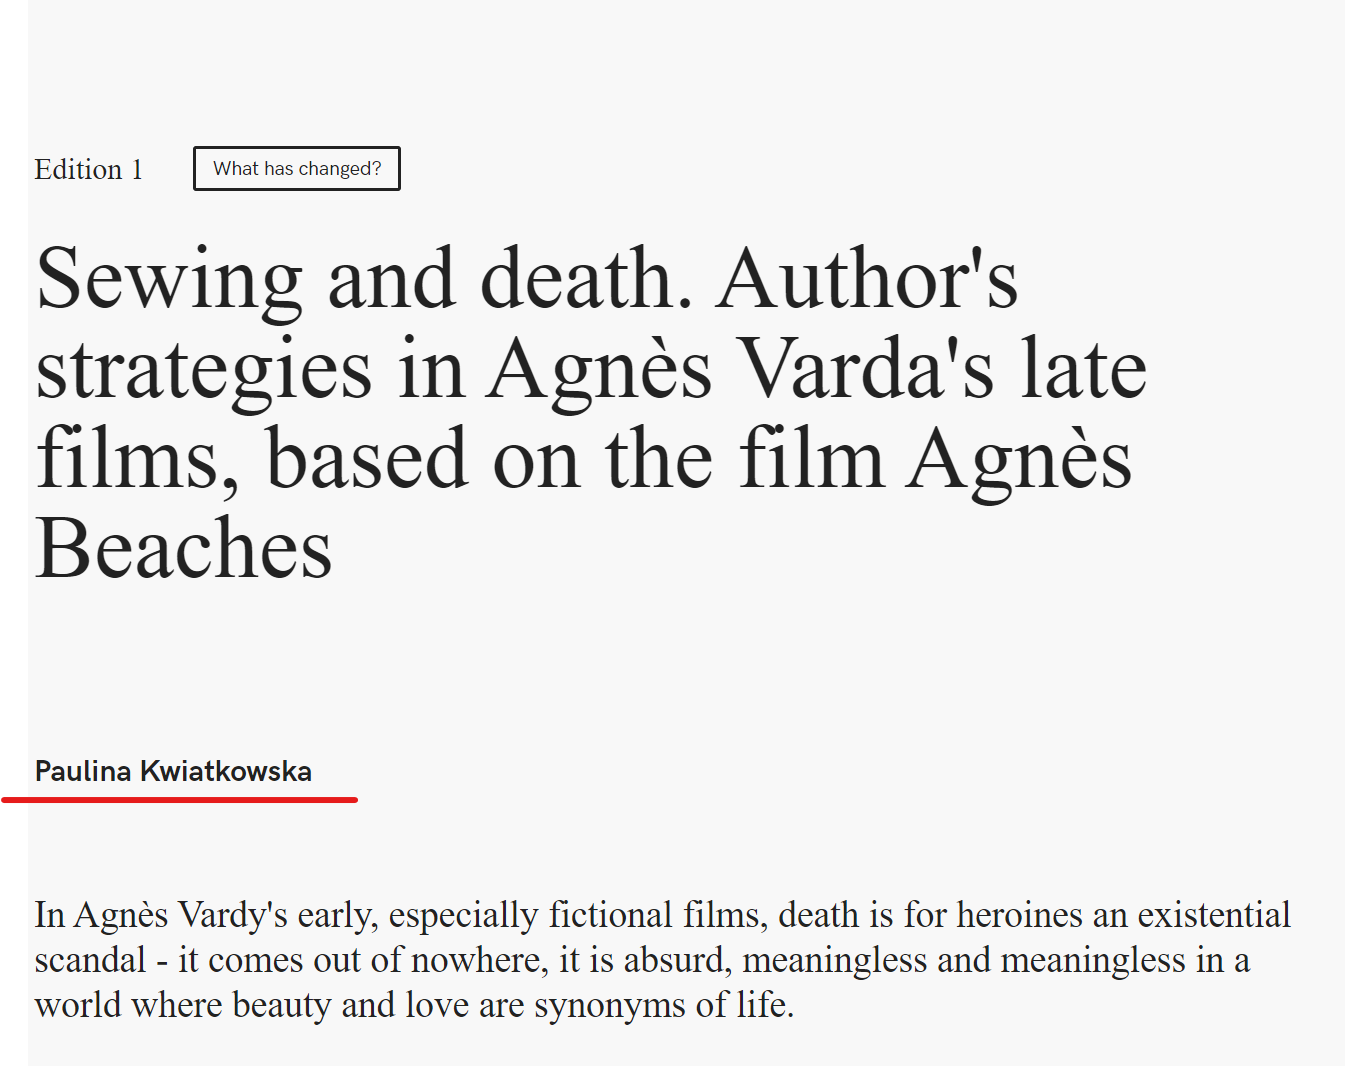 Edition 1
What has changed?
Sewing and death. Author's
strategies in Agnès Varda's late
films, based on the film Agnès
Beaches
Paulina Kwiatkowska
In Agnès Vardy's early, especially fictional films, death is for heroines an existential
scandal - it comes out of nowhere, it is absurd, meaningless and meaningless in a
world where beauty and love are synonyms of life.